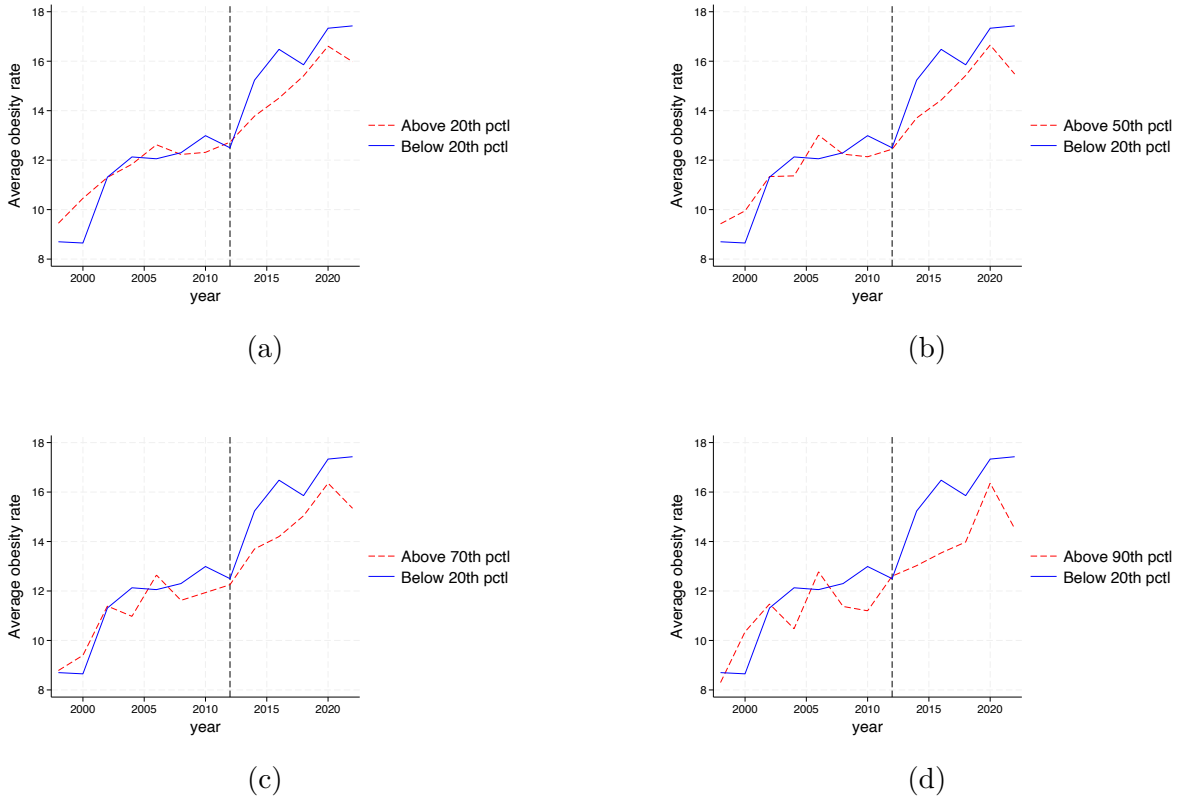 18
16
14
12
10
8
Average obesity rate
2000
2005
2010
2015
2020
year
Above 20th pctl
Below 20th pctl
(a)
18
16
14
12
10
8
Average obesity rate
2000
2005
2010
2015
2020
year
Above 50th pctl
Below 20th pctl
(b)
18
16
14
12
10
8
Average obesity rate
2000
2005
2010
2015
2020
year
Above 70th pctl
Below 20th pctl
(c)
18
16
14
12
10
8
Average obesity rate
2000
2005
2010
2015
2020
year
Above 90th pctl
Below 20th pctl
(d)